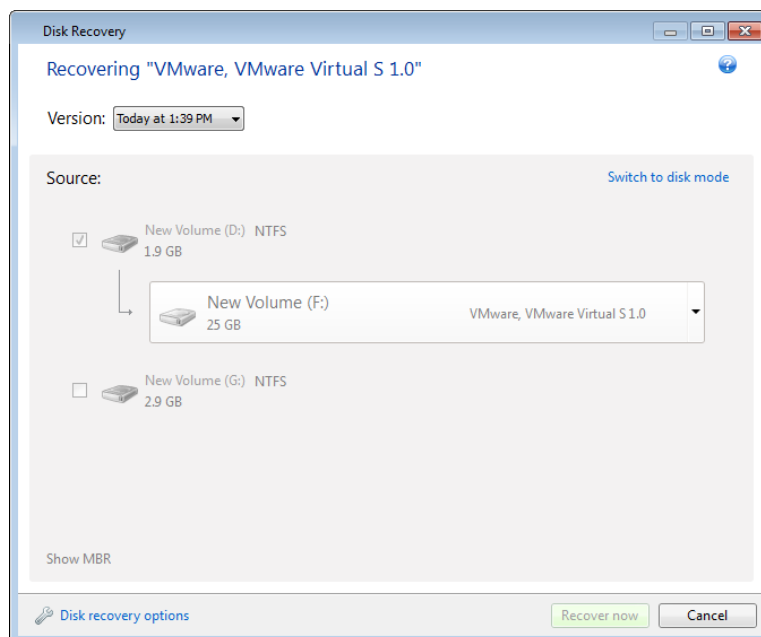 Disk Recovery
Recovering "VMware, VMware Virtual S 1.0"
?
Version: Today at 1:39 PM
Source:
Switch to disk mode
New Volume (D:) NTFS
1.9 GB
New Volume (F:)
25 GB
VMware, VMware Virtual S 1.0
New Volume (G:) NTFS
2.9 GB
Show MBR
Disk recovery options
Recover now
Cancel